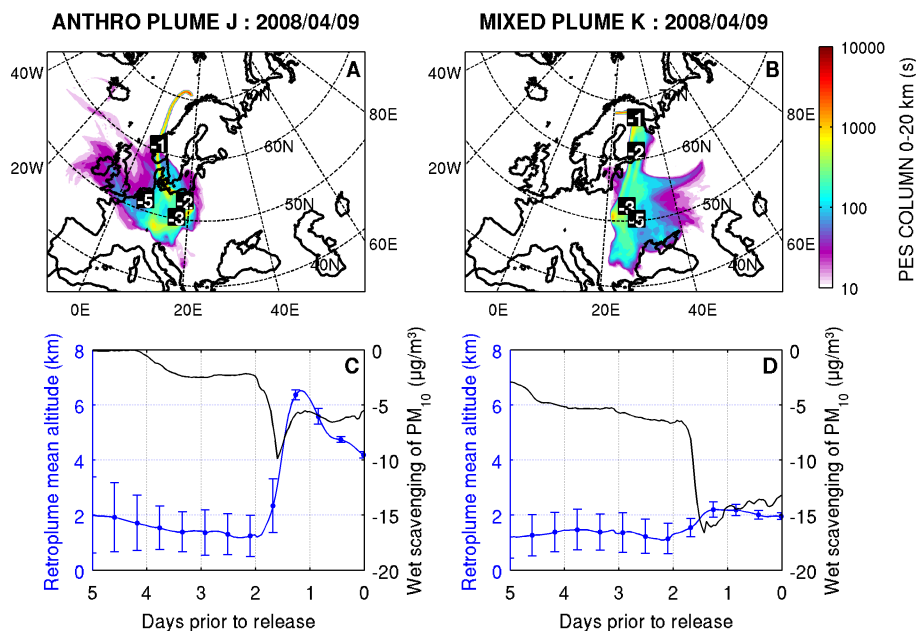 ANTHRO PLUME J : 2008/04/09
MIXED PLUME K : 2008/04/09
A
40W
20W
70N
60N
50N
40N
80E
60E
0E
20E
40E
-1
-5
-2
-3
B
40W
20W
70N
60N
50N
40N
80E
60E
0E
20E
40E
-1
-2
-3
-5
10000
1000
100
10
PES COLUMN 0-20 km (s)
C
Retroplume mean altitude (km)
8
6
4
2
0
0
-5
-10
-15
-20
Wet scavenging of PM10 (µg/m³)
5 4 3 2 1 0
Days prior to release
D
Retroplume mean altitude (km)
8
6
4
2
0
0
-5
-10
-15
-20
Wet scavenging of PM10 (µg/m³)
5 4 3 2 1 0
Days prior to release